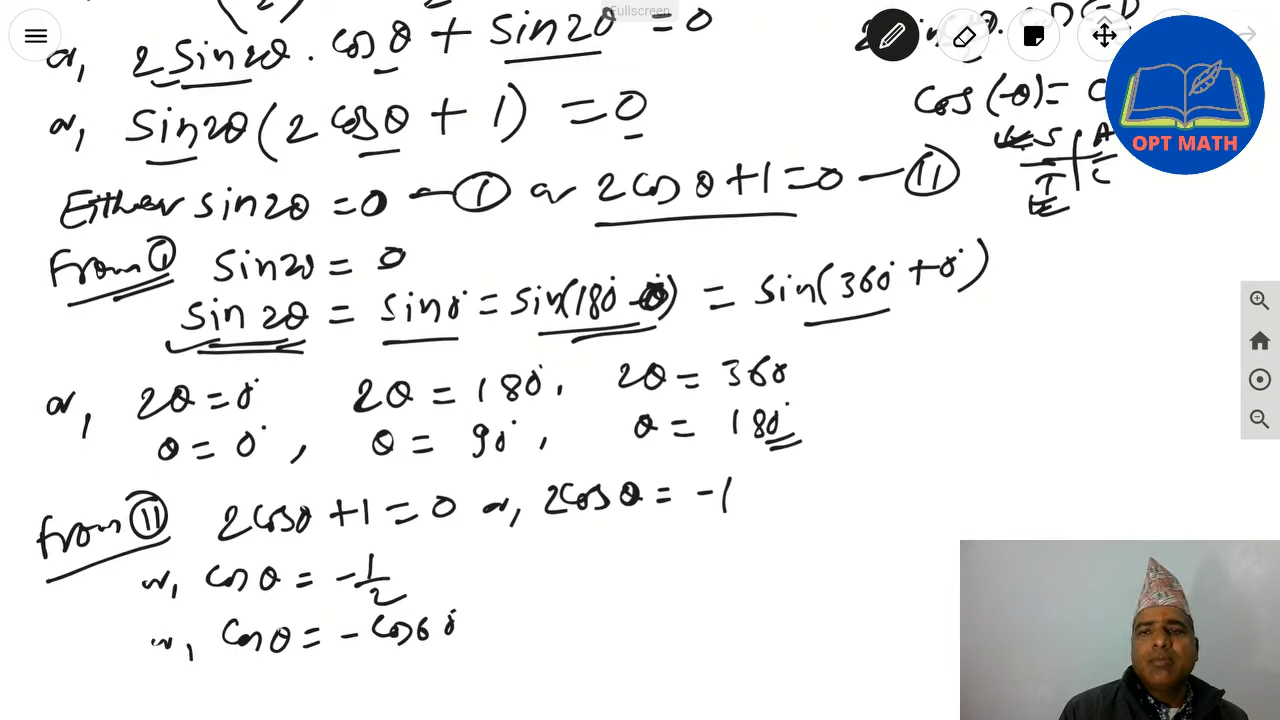 Fullscreen
or, 2 sin2θ . cosθ + sin2θ = 0
or, sin2θ (2 cosθ + 1) = 0
Either sin2θ = 0 — (I) or 2cosθ + 1 = 0 — (II)
From (I) sin2θ = 0
sin2θ = sin0° = sin(180° - 0°) = sin(360° + 0°)
or, 2θ = 0° 2θ = 180°, 2θ = 360
θ = 0°, θ = 90°, θ = 180°
From (II) 2cosθ + 1 = 0 or, 2cosθ = -1
or, cosθ = -1/2
or, cosθ = - cos60°
cos(-θ) = C
S A
T C
OPT MATH